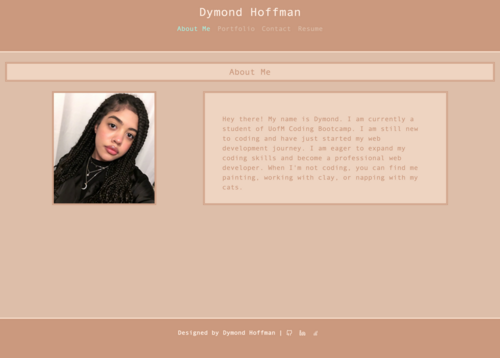 Dymond Hoffman
About Me Portfolio Contact Resume
About Me
Hey there! My name is Dymond. I am currently a
student of UofM Coding Bootcamp. I am still new
to coding and have just started my web
development journey. I am eager to expand my
coding skills and become a professional web
developer. When I'm not coding, you can find me
painting, working with clay, or napping with my
cats.
Designed by Dymond Hoffman |